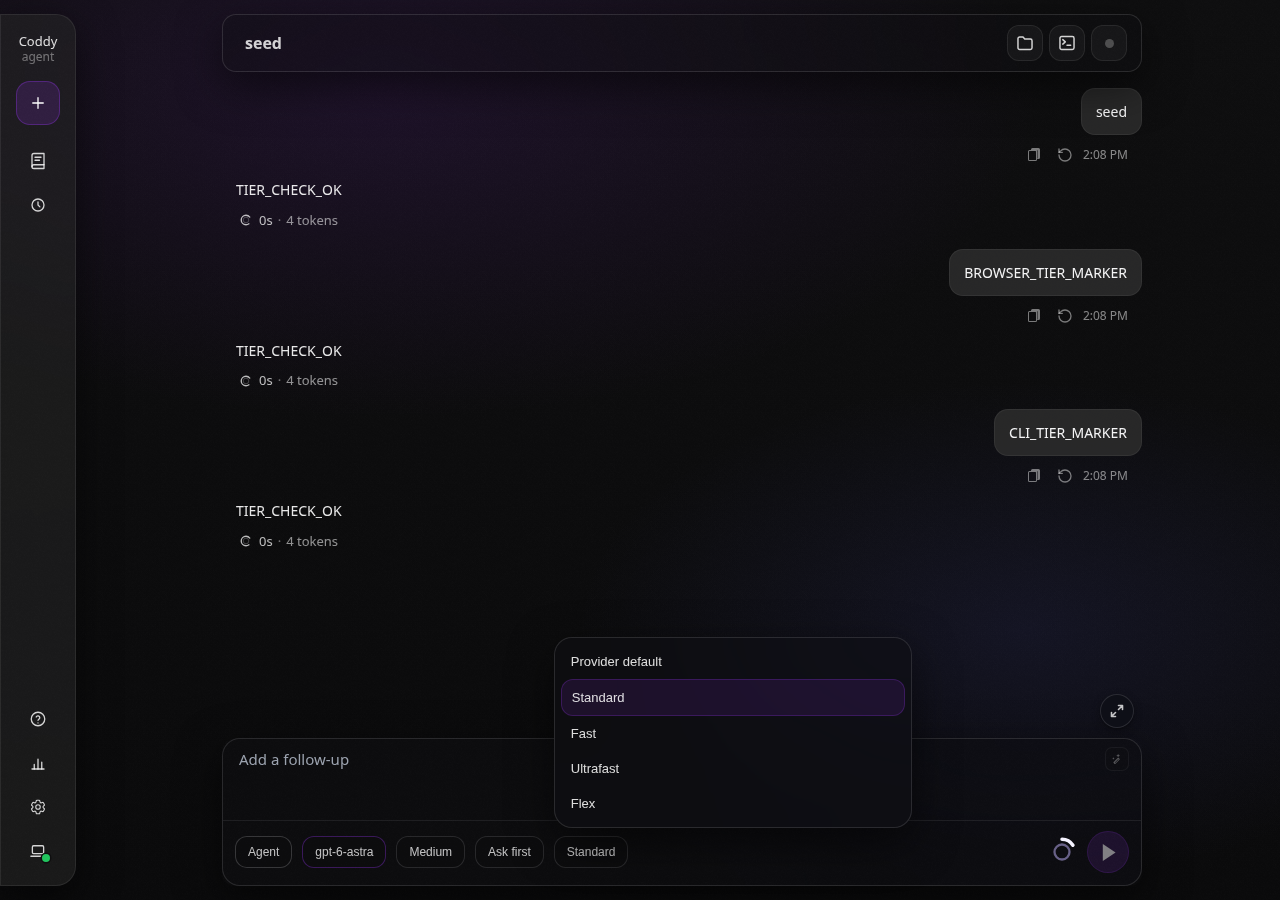 Coddy
agent
seed
seed
2:08 PM
TIER_CHECK_OK
0s · 4 tokens
BROWSER_TIER_MARKER
2:08 PM
TIER_CHECK_OK
0s · 4 tokens
CLI_TIER_MARKER
2:08 PM
TIER_CHECK_OK
0s · 4 tokens
Provider default
Standard
Fast
Ultrafast
Flex
Add a follow-up
Agent
gpt-6-astra
Medium
Ask first
Standard